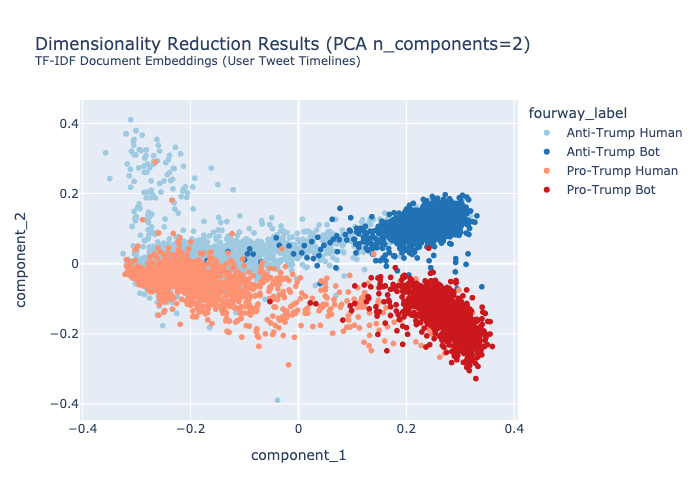 Dimensionality Reduction Results (PCA n_components=2)
TF-IDF Document Embeddings (User Tweet Timelines)
fourway_label
Anti-Trump Human
Anti-Trump Bot
Pro-Trump Human
Pro-Trump Bot
component_2
0.4
0.2
0
−0.2
−0.4
−0.4
−0.2
0
0.2
0.4
component_1